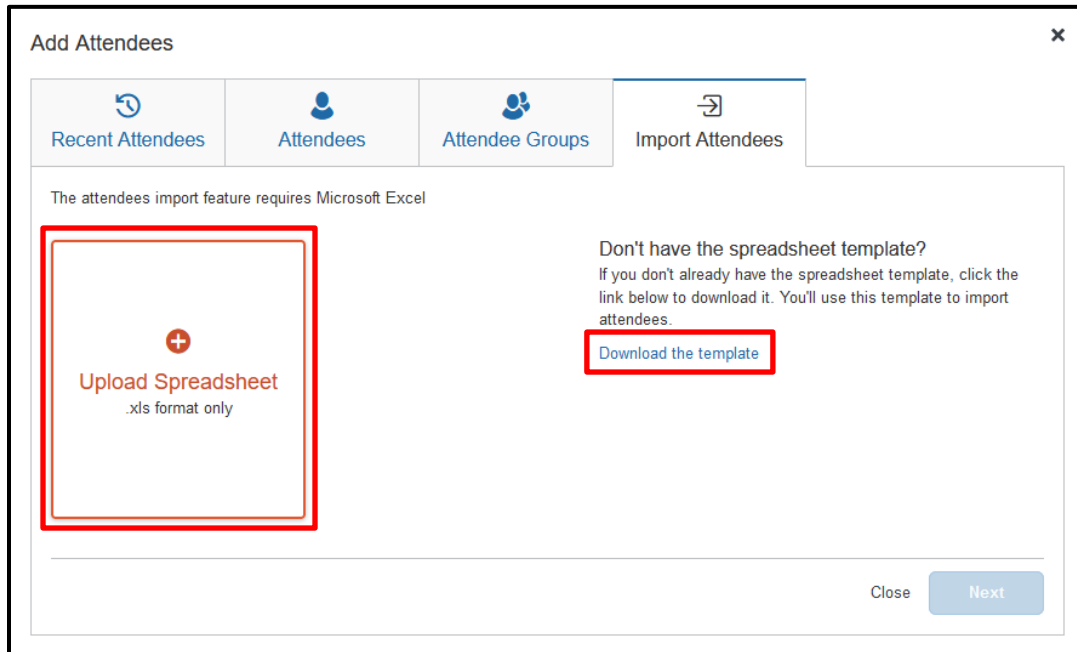 Add Attendees
Recent Attendees
Attendees
Attendee Groups
Import Attendees
The attendees import feature requires Microsoft Excel
Upload Spreadsheet
.xls format only
Don't have the spreadsheet template?
If you don't already have the spreadsheet template, click the
link below to download it. You'll use this template to import
attendees.
Download the template
Close
Next